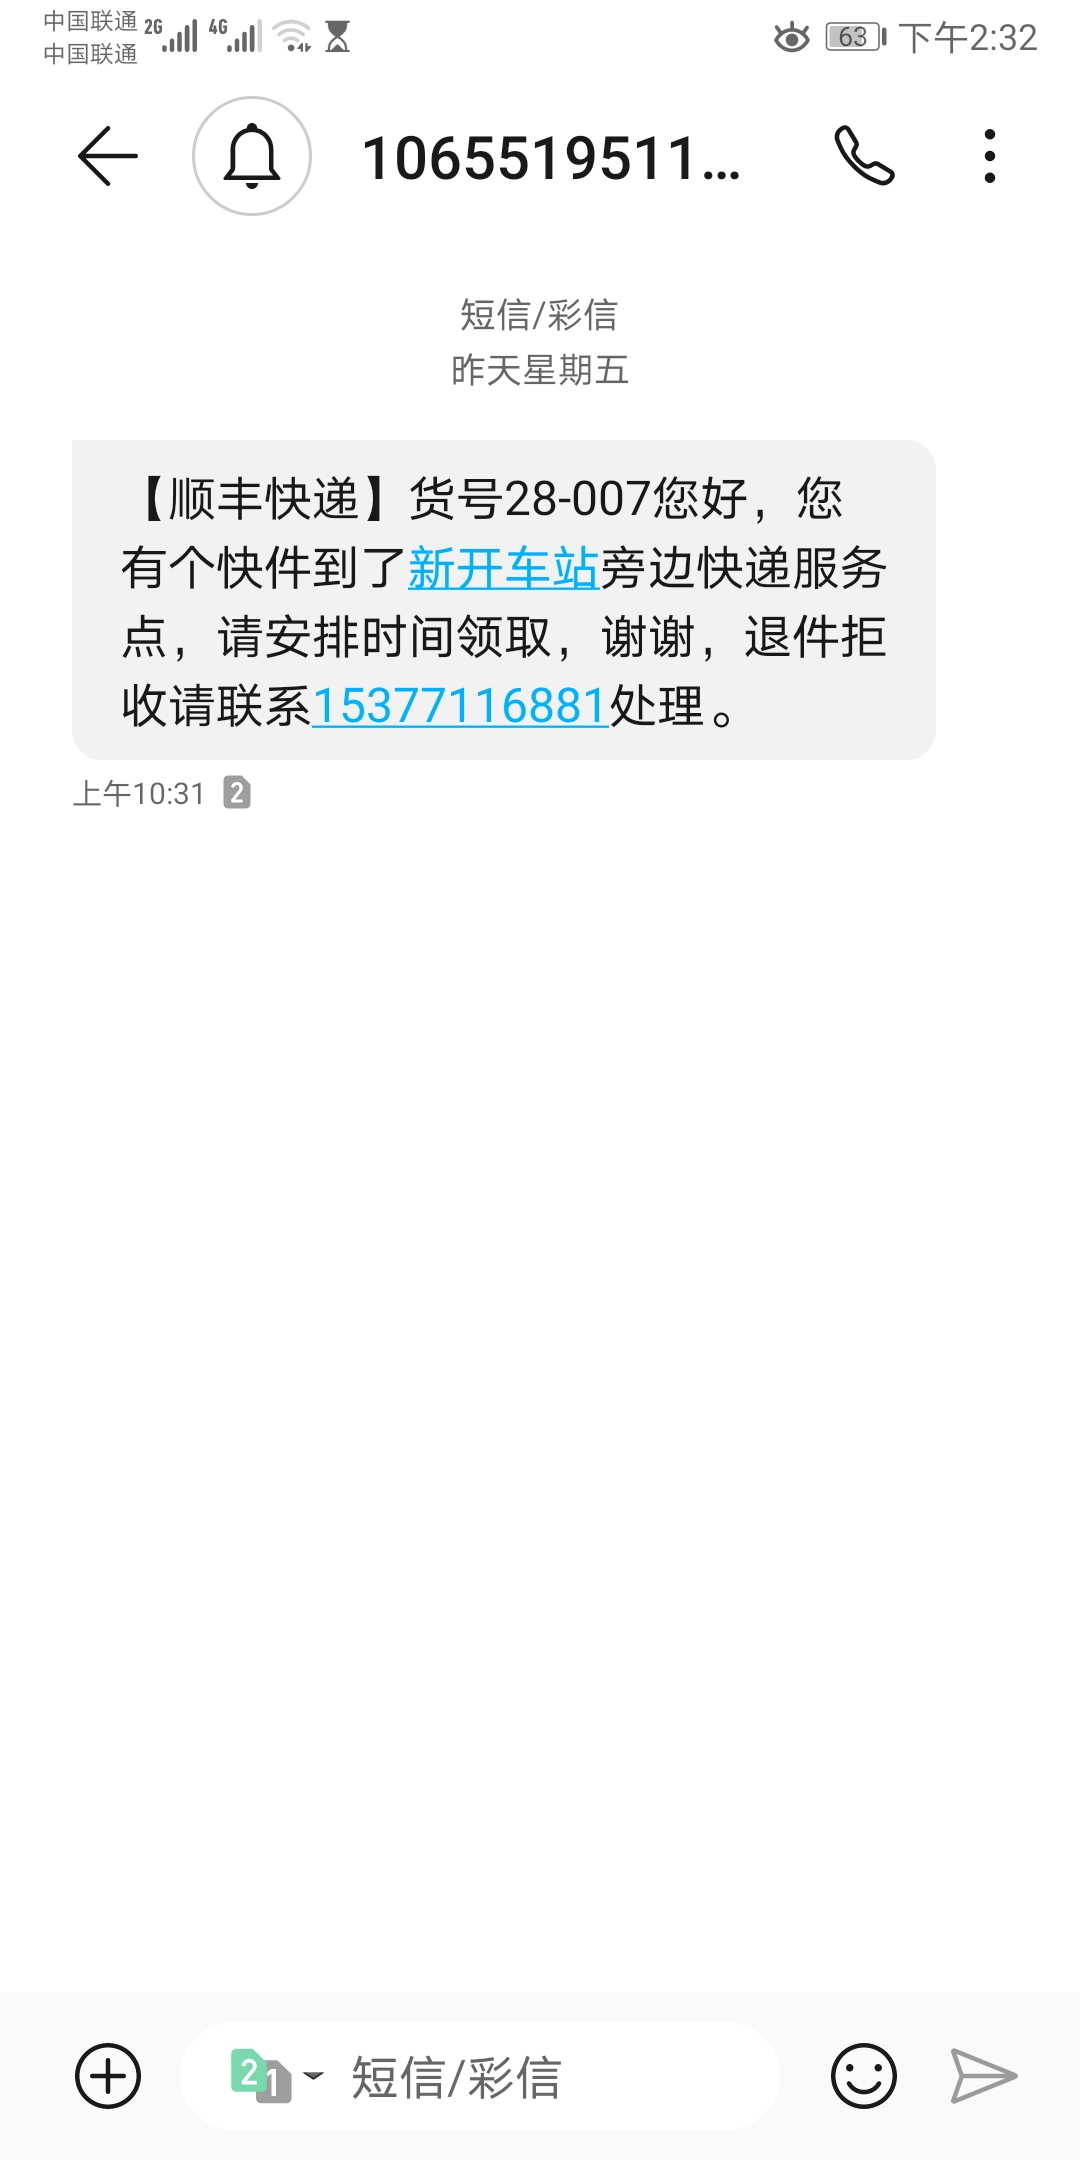 中国联通 2G 4G
中国联通
63 下午2:32
1065519511...
短信/彩信
昨天星期五
【顺丰快递】货号28-007您好，您
有个快件到了新开车站旁边快递服务
点，请安排时间领取，谢谢，退件拒
收请联系15377116881处理。
上午10:31 2
2 1 短信/彩信